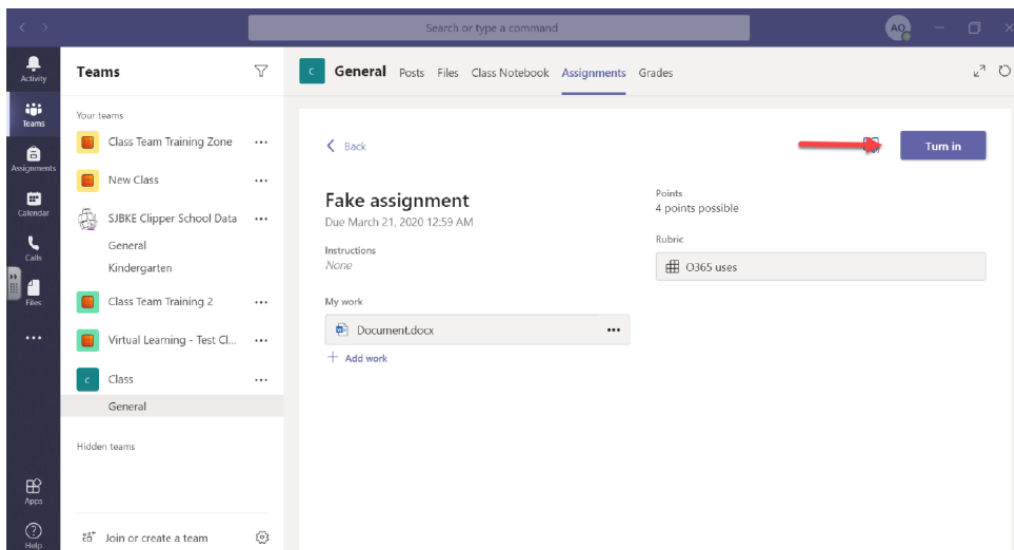 Search or type a command
AO
Activity
Teams
Assignments
Calendar
Calls
Files
Apps
Help
Teams
Your teams
Class Team Training Zone
New Class
SJBKE Clipper School Data
General
Kindergarten
Class Team Training 2
Virtual Learning - Test Cl...
C Class
General
Hidden teams
Join or create a team
C General Posts Files Class Notebook Assignments Grades
Back
Turn in
Fake assignment
Due March 21, 2020 12:59 AM
Instructions
None
My work
Document.docx
Add work
Points
4 points possible
Rubric
O365 uses